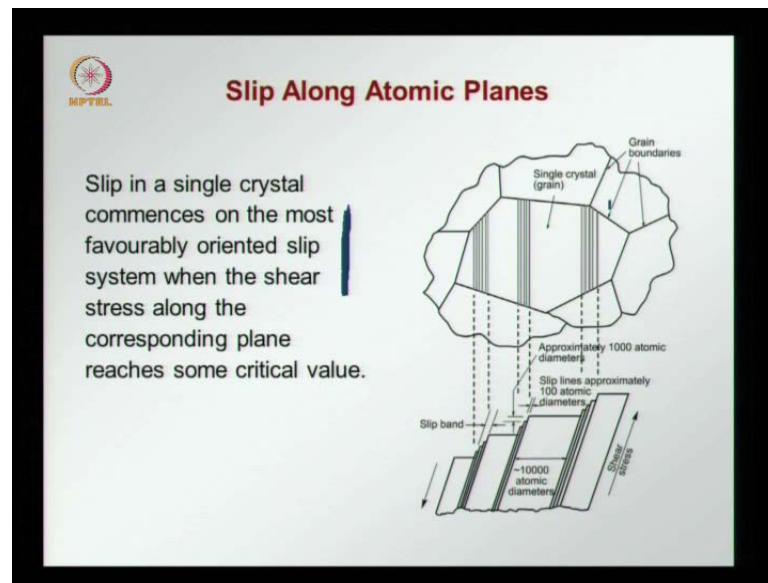 NPTEL
Slip Along Atomic Planes
Slip in a single crystal
commences on the most
favourably oriented slip
system when the shear
stress along the
corresponding plane
reaches some critical value.
Grain
boundaries
Single crystal
(grain)
Approximately 1000 atomic
diameters
Slip lines approximately
100 atomic
diameters
Slip band
~10000
atomic
diameters
Shear
stress